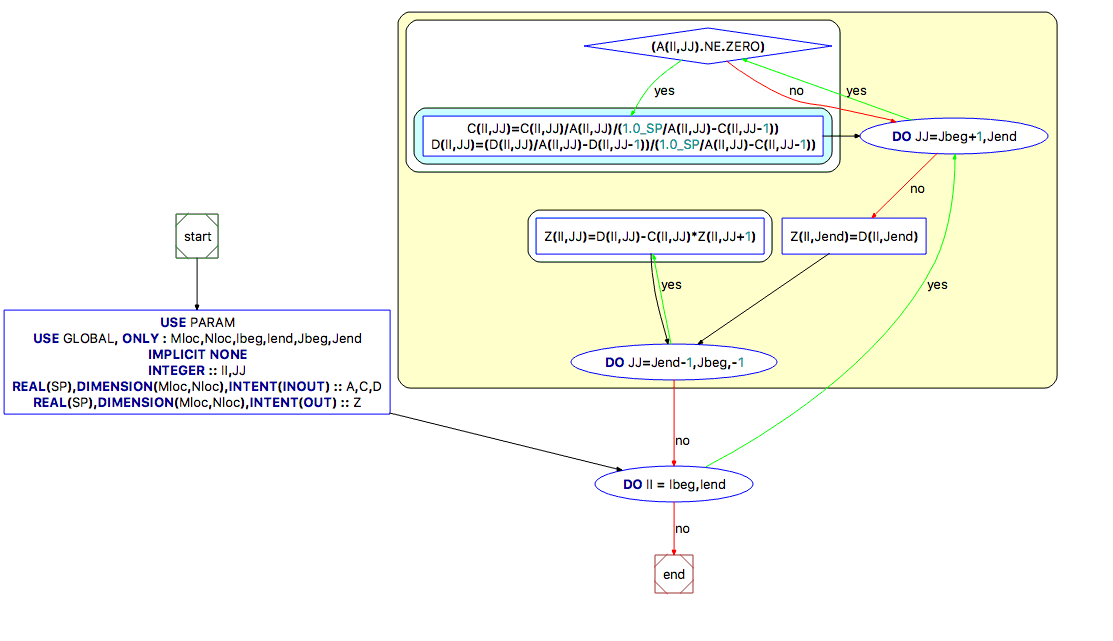 (A(II,JJ).NE.ZERO)
yes
no
yes
C(II,JJ)=C(II,JJ)/A(II,JJ)/(1.0_SP/A(II,JJ)-C(II,JJ-1))
D(II,JJ)=(D(II,JJ)/A(II,JJ)-D(II,JJ-1))/(1.0_SP/A(II,JJ)-C(II,JJ-1))
DO JJ=Jbeg+1,Jend
no
start
Z(II,JJ)=D(II,JJ)-C(II,JJ)*Z(II,JJ+1)
Z(II,Jend)=D(II,Jend)
yes
yes
USE PARAM
USE GLOBAL, ONLY : Mloc,Nloc,Ibeg,Iend,Jbeg,Jend
IMPLICIT NONE
INTEGER :: II,JJ
REAL(SP),DIMENSION(Mloc,Nloc),INTENT(INOUT) :: A,C,D
REAL(SP),DIMENSION(Mloc,Nloc),INTENT(OUT) :: Z
DO JJ=Jend-1,Jbeg,-1
no
DO II = Ibeg,Iend
no
end